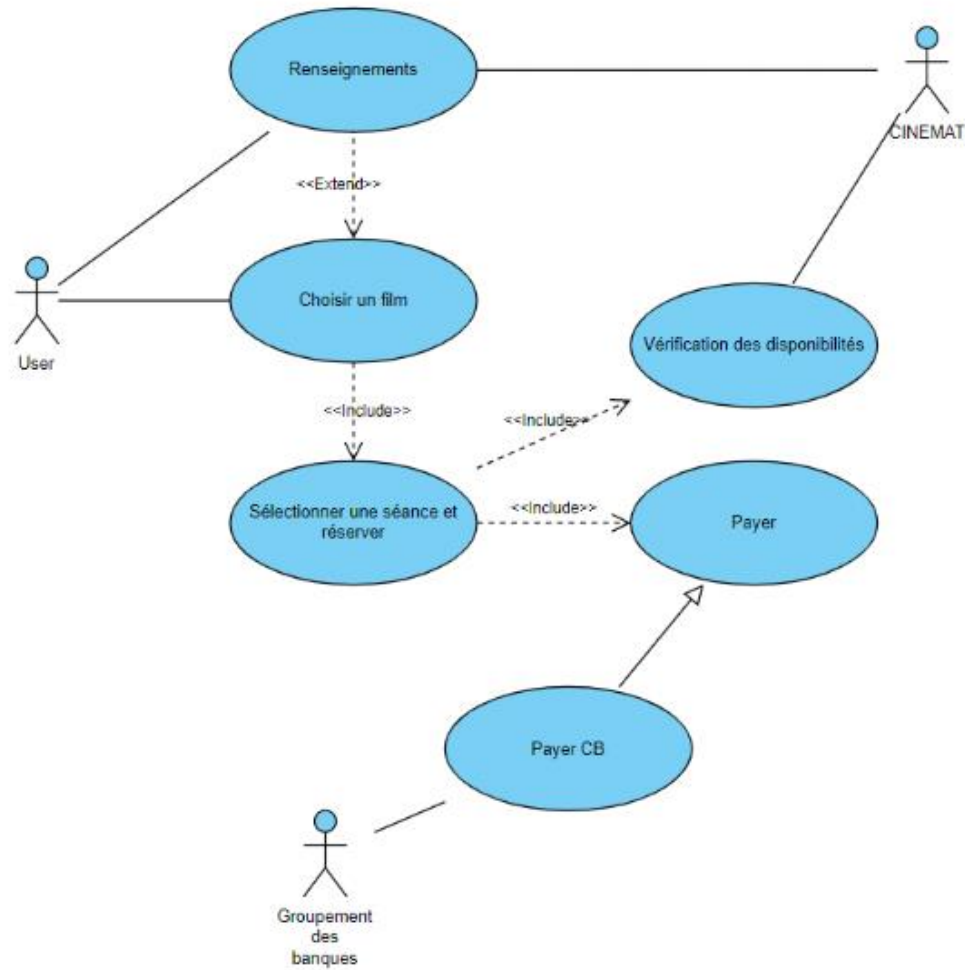 Renseignements
CINEMAT
<<Extend>>
Choisir un film
User
Vérification des disponibilités
<<Include>>
<<Include>>
Sélectionner une séance et
réserver
<<Include>>
Payer
Payer CB
Groupement
des
banques